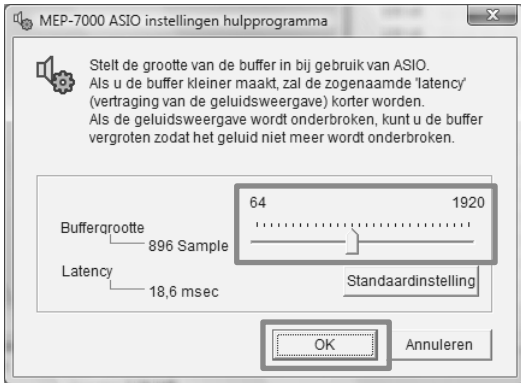 MEP-7000 ASIO instellingen hulpprogramma
Stelt de grootte van de buffer in bij gebruik van ASIO.
Als u de buffer kleiner maakt, zal de zogenaamde 'latency'
(vertraging van de geluidsweergave) korter worden.
Als de geluidsweergave wordt onderbroken, kunt u de buffer
vergroten zodat het geluid niet meer wordt onderbroken.
64 1920
Buffergrootte
896 Sample
Latency
18,6 msec
Standaardinstelling
OK Annuleren